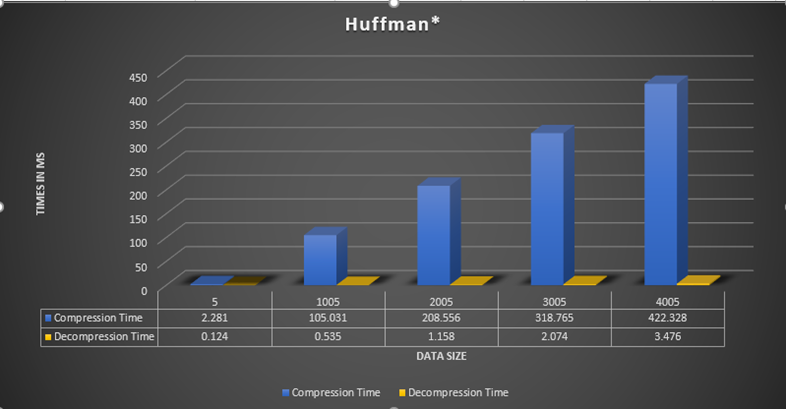 Huffman*
450
400
350
300
250
200
150
100
50
0
TIMES IN MS
5 1005 2005 3005 4005
Compression Time 2.281 105.031 208.556 318.765 422.328
Decompression Time 0.124 0.535 1.158 2.074 3.476
DATA SIZE
Compression Time Decompression Time